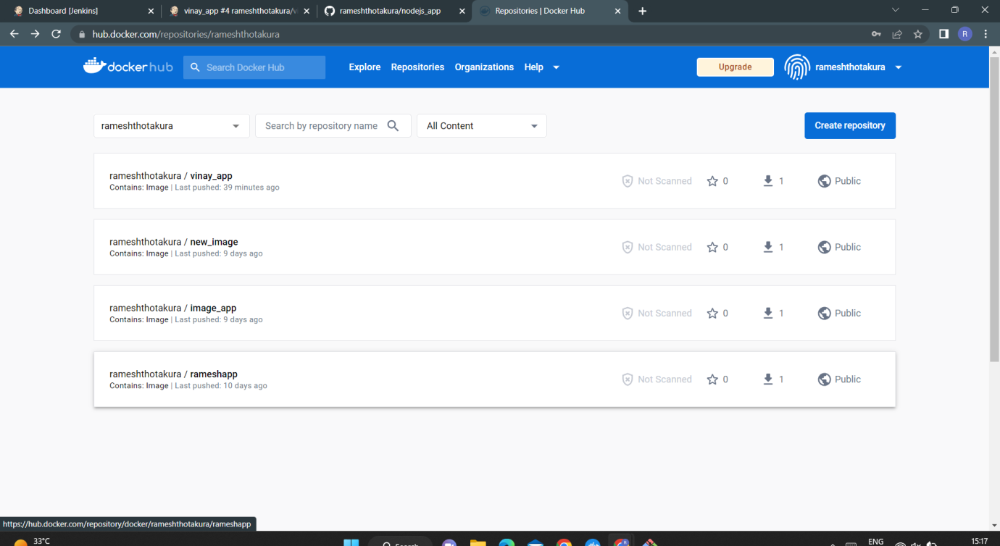 Dashboard [Jenkins]
vinay_app #4 rameshthotakura/
rameshthotakura/nodejs_app
Repositories | Docker Hub
hub.docker.com/repositories/rameshthotakura
R
docker hub
Search Docker Hub
Explore
Repositories
Organizations
Help
Upgrade
rameshthotakura
rameshthotakura
Search by repository name
All Content
Create repository
rameshthotakura / vinay_app
Contains: Image | Last pushed: 39 minutes ago
Not Scanned
0
1
Public
rameshthotakura / new_image
Contains: Image | Last pushed: 9 days ago
Not Scanned
0
1
Public
rameshthotakura / image_app
Contains: Image | Last pushed: 9 days ago
Not Scanned
0
1
Public
rameshthotakura / rameshapp
Contains: Image | Last pushed: 10 days ago
Not Scanned
0
1
Public
https://hub.docker.com/repository/docker/rameshthotakura/rameshapp
33°C
Search
ENG
15:17